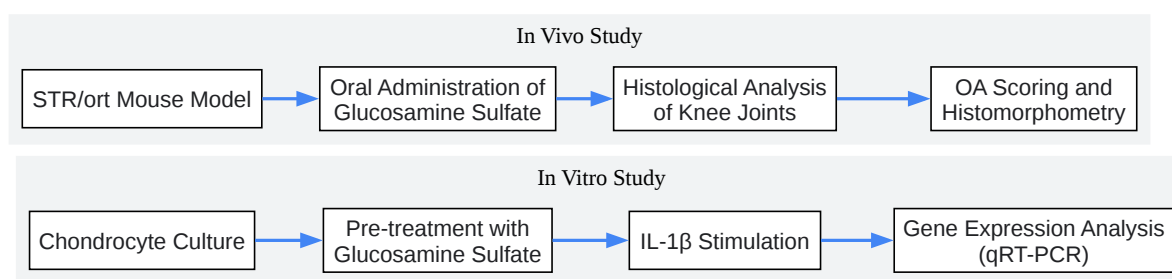 In Vivo Study
STR/ort Mouse Model
Oral Administration of
Glucosamine Sulfate
Histological Analysis
of Knee Joints
OA Scoring and
Histomorphometry
In Vitro Study
Chondrocyte Culture
Pre-treatment with
Glucosamine Sulfate
IL-1β Stimulation
Gene Expression Analysis
(qRT-PCR)